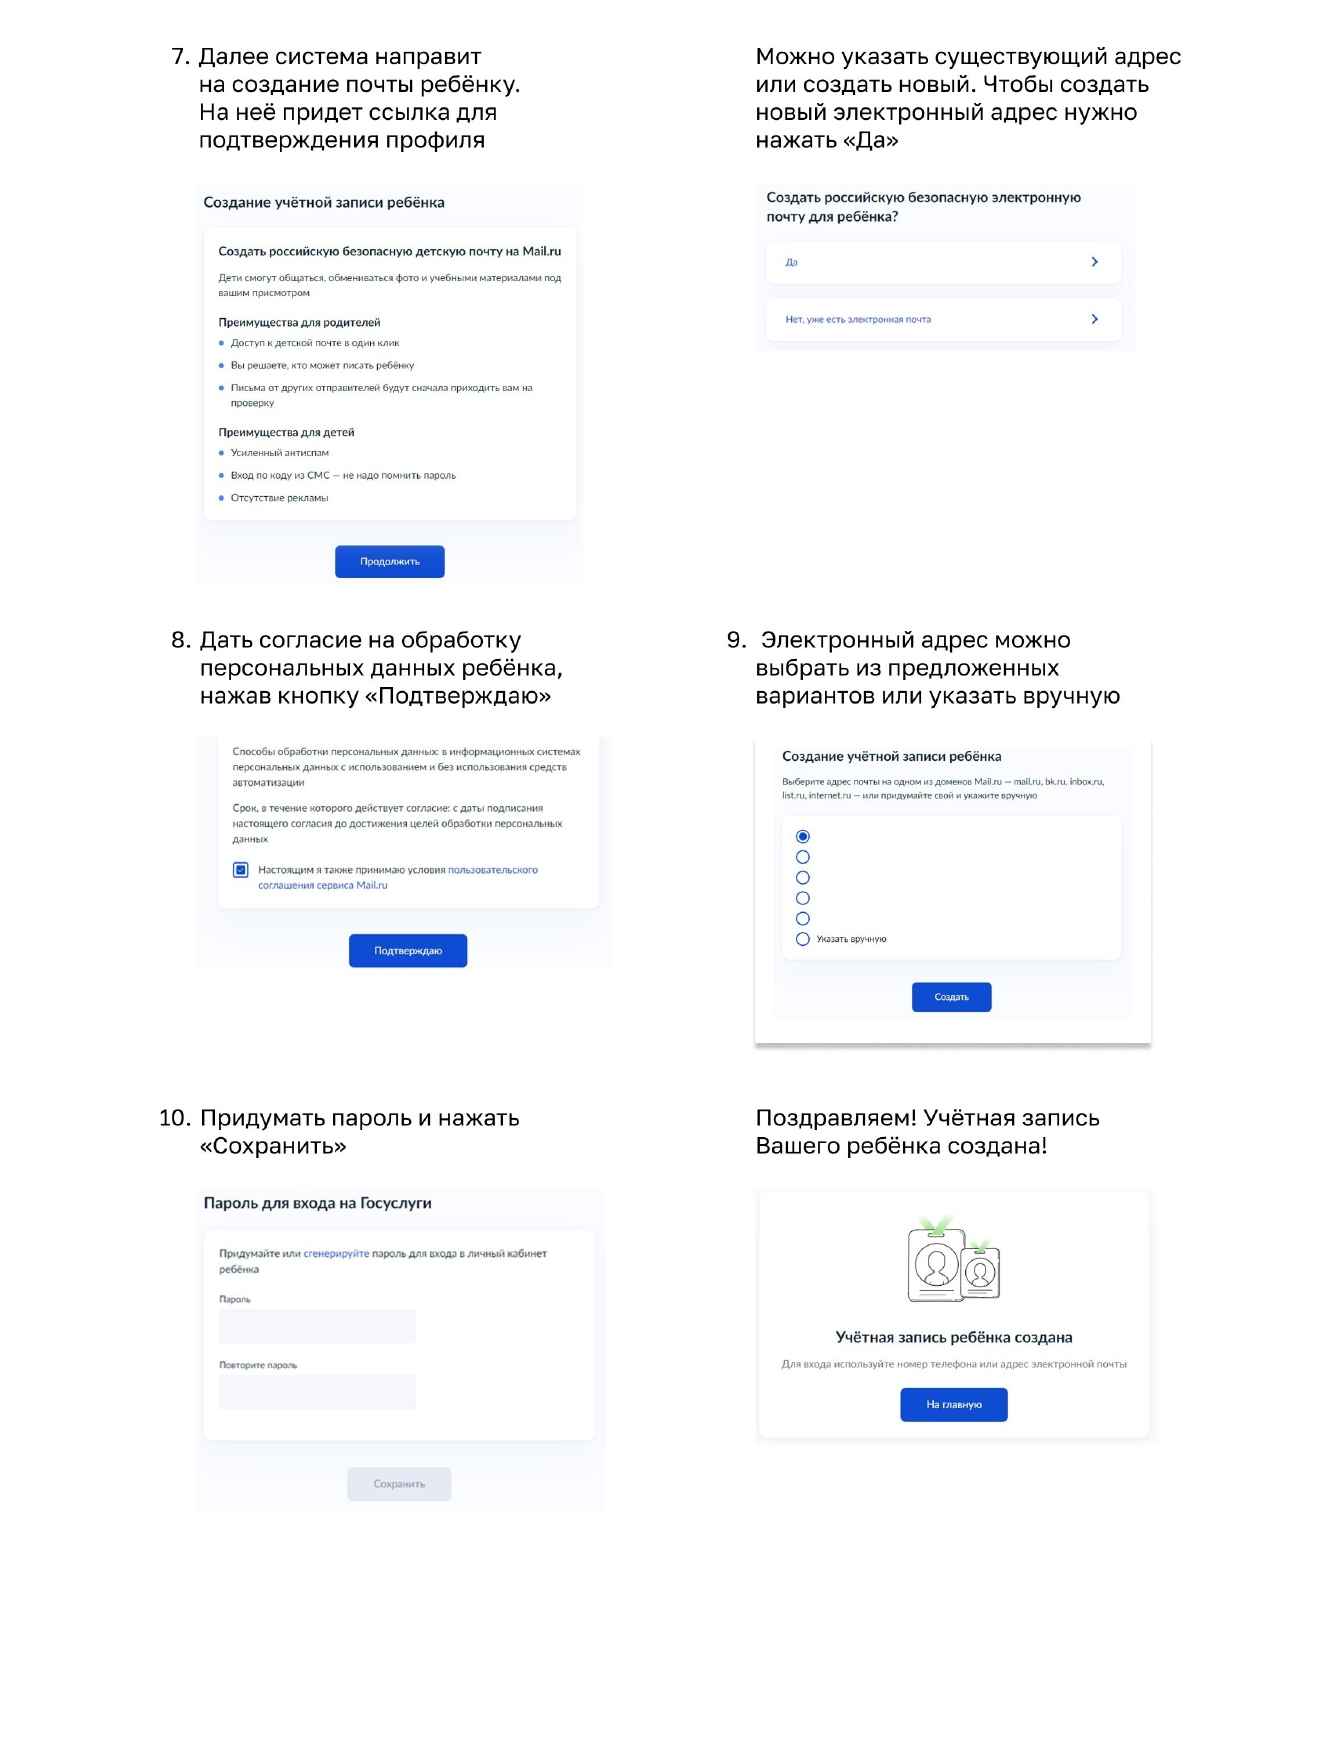 7. Далее система направит
на создание почты ребёнку.
На неё придет ссылка для
подтверждения профиля
Создание учётной записи ребёнка
Создать российскую безопасную детскую почту на Mail.ru
Дети смогут общаться, обмениваться фото и учебными материалами под
вашим присмотром
Преимущества для родителей
Доступ к детской почте в один клик
Вы решаете, кто может писать ребёнку
Письма от других отправителей будут сначала приходить вам на
проверку
Преимущества для детей
Усиленный антиспам
Вход по коду из СМС — не надо помнить пароль
Отсутствие рекламы
Продолжить
Можно указать существующий адрес
или создать новый. Чтобы создать
новый электронный адрес нужно
нажать «Да»
Создать российскую безопасную электронную
почту для ребёнка?
Да
Нет, уже есть электронная почта
8. Дать согласие на обработку
персональных данных ребёнка,
нажав кнопку «Подтверждаю»
Способы обработки персональных данных: в информационных системах
персональных данных с использованием и без использования средств
автоматизации
Срок, в течение которого действует согласие: с даты подписания
настоящего согласия до достижения целей обработки персональных
данных
Настоящим я также принимаю условия пользовательского
соглашения сервиса Mail.ru
Подтверждаю
9. Электронный адрес можно
выбрать из предложенных
вариантов или указать вручную
Создание учётной записи ребёнка
Выберите адрес почты на одном из доменов Mail.ru — mail.ru, bk.ru, inbox.ru,
list.ru, internet.ru — или придумайте свой и укажите вручную
Указать вручную
Создать
10. Придумать пароль и нажать
«Сохранить»
Пароль для входа на Госуслуги
Придумайте или сгенерируйте пароль для входа в личный кабинет
ребёнка
Пароль
Повторите пароль
Сохранить
Поздравляем! Учётная запись
Вашего ребёнка создана!
Учётная запись ребёнка создана
Для входа используйте номер телефона или адрес электронной почты
На главную